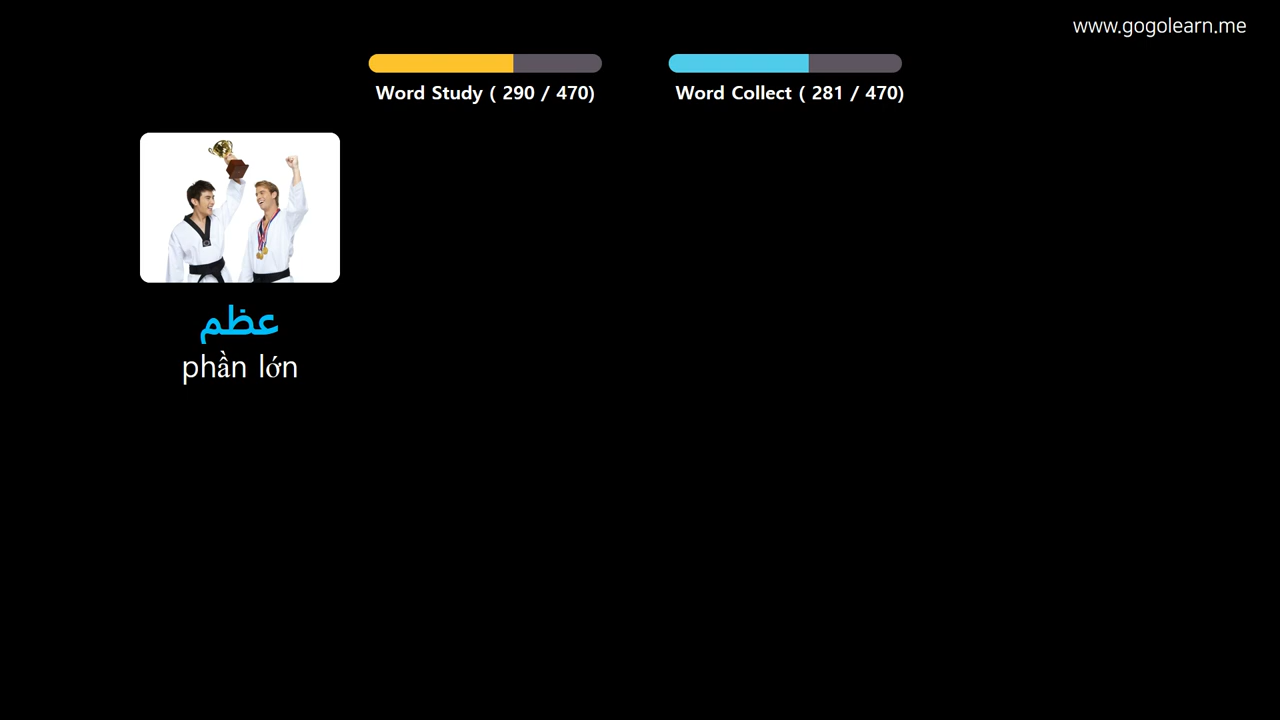 www.gogolearn.me
Word Study ( 290 / 470)
Word Collect ( 281 / 470)
عظم
phần lớn